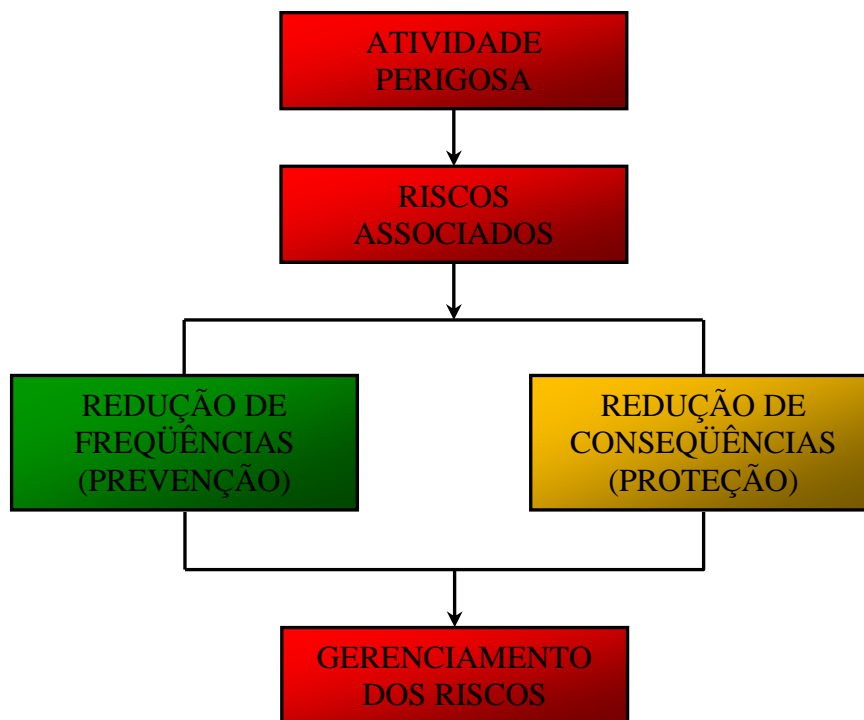 ATIVIDADE
PERIGOSA
RISCOS
ASSOCIADOS
REDUÇÃO DE
FREQÜÊNCIAS
(PREVENÇÃO)
REDUÇÃO DE
CONSEQÜÊNCIAS
(PROTEÇÃO)
GERENCIAMENTO
DOS RISCOS